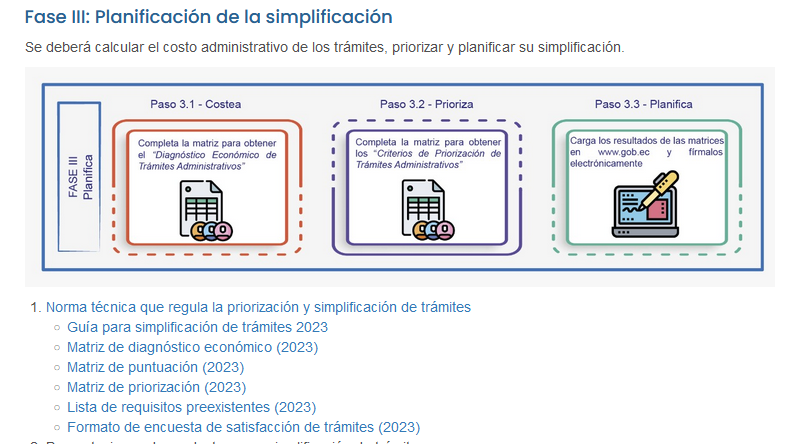 Fase III: Planificación de la simplificación
Se deberá calcular el costo administrativo de los trámites, priorizar y planificar su simplificación.
FASE III
Planifica
Paso 3.1 - Costea
Completa la matriz para obtener
el "Diagnóstico Económico de
Trámites Administrativos"
Paso 3.2 - Prioriza
Completa la matriz para obtener
los "Criterios de Priorización de
Trámites Administrativos"
Paso 3.3 - Planifica
Carga los resultados de las matrices
en www.gob.ec y fírmalos
electrónicamente
1. Norma técnica que regula la priorización y simplificación de trámites
Guía para simplificación de trámites 2023
Matriz de diagnóstico económico (2023)
Matriz de puntuación (2023)
Matriz de priorización (2023)
Lista de requisitos preexistentes (2023)
Formato de encuesta de satisfacción de trámites (2023)